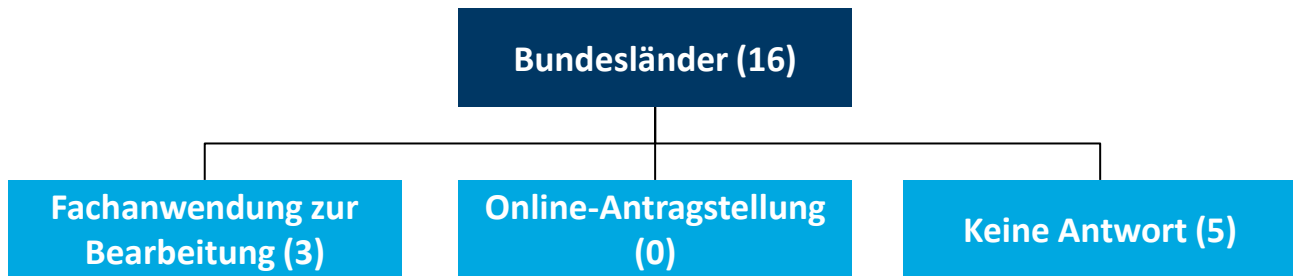 Bundesländer (16)
Fachanwendung zur
Bearbeitung (3)
Online-Antragstellung
(0)
Keine Antwort (5)